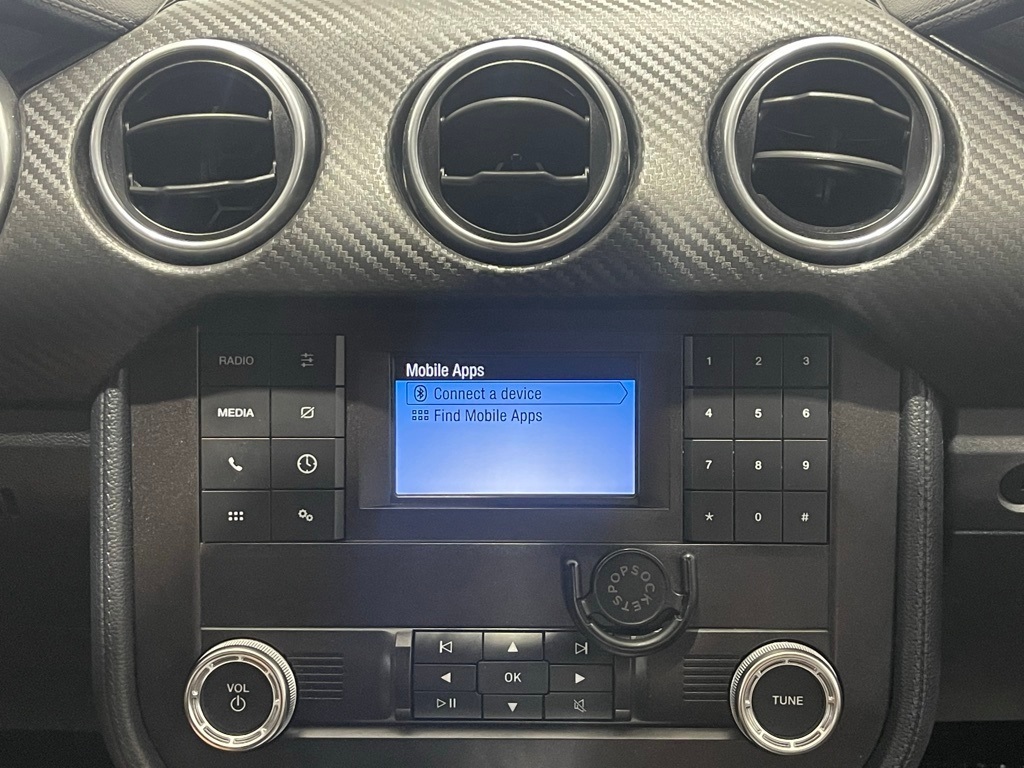 RADIO
MEDIA
Mobile Apps
Connect a device
Find Mobile Apps
1 2 3
4 5 6
7 8 9
* 0 #
POPSOCKETS
VOL
OK
TUNE